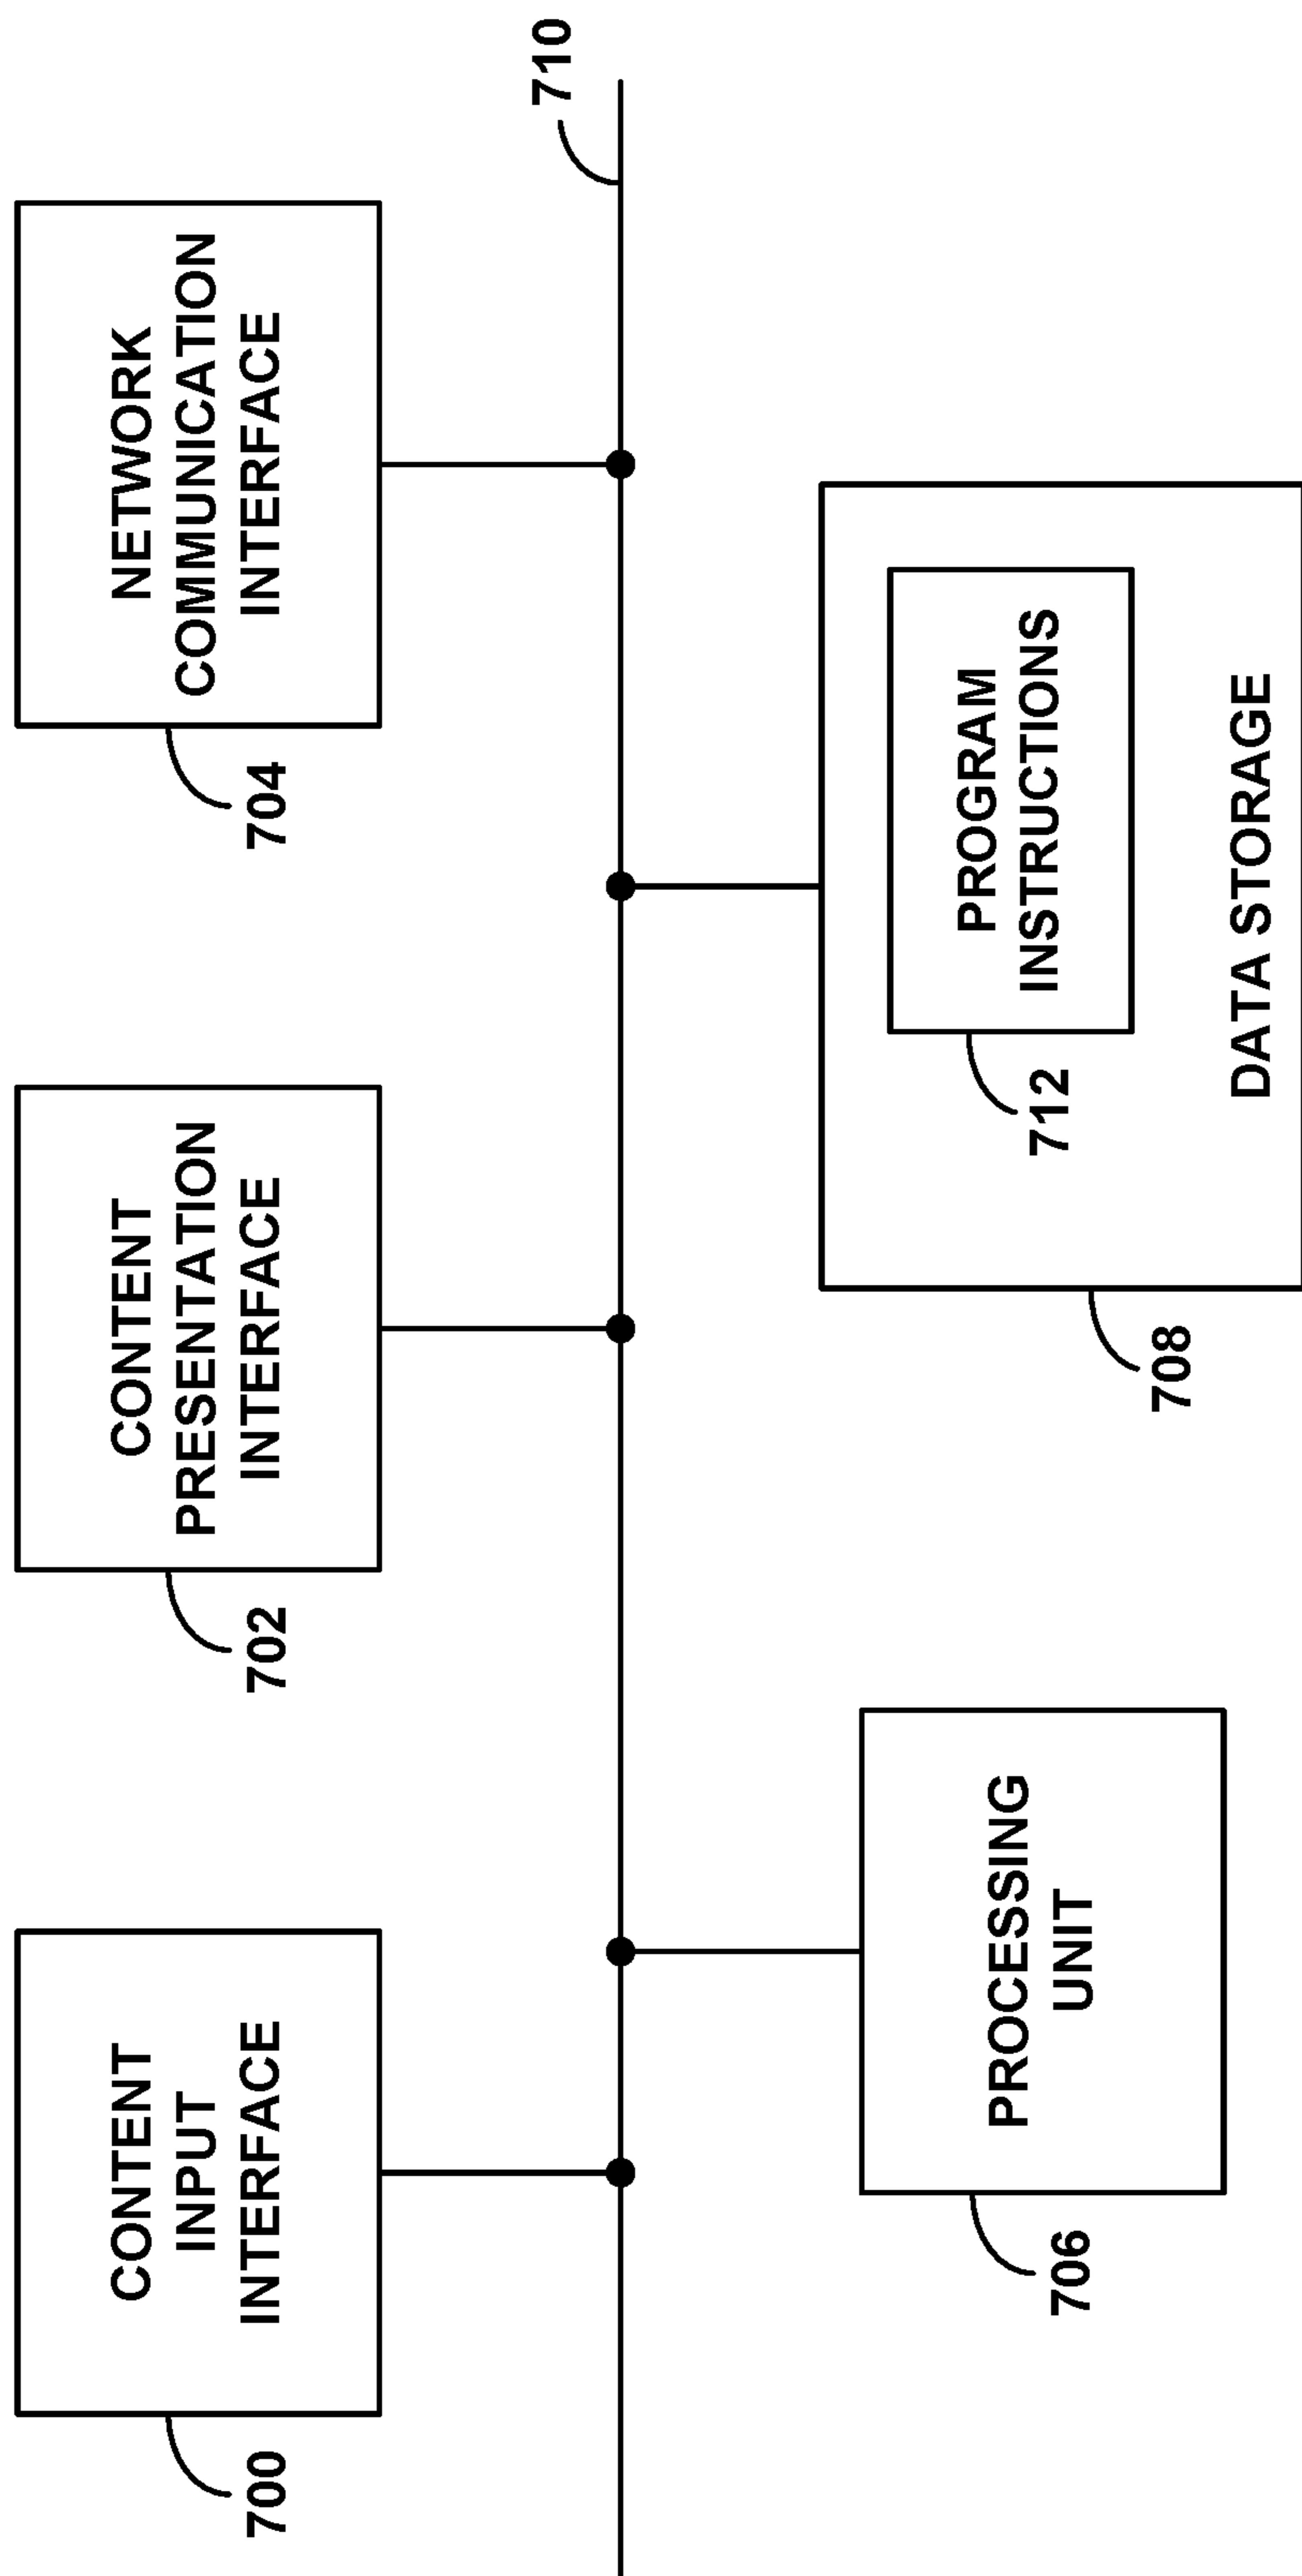 CONTENT
INPUT
INTERFACE
700
CONTENT
PRESENTATION
INTERFACE
702
NETWORK
COMMUNICATION
INTERFACE
704
710
PROCESSING
UNIT
706
PROGRAM
INSTRUCTIONS
712
DATA STORAGE
708